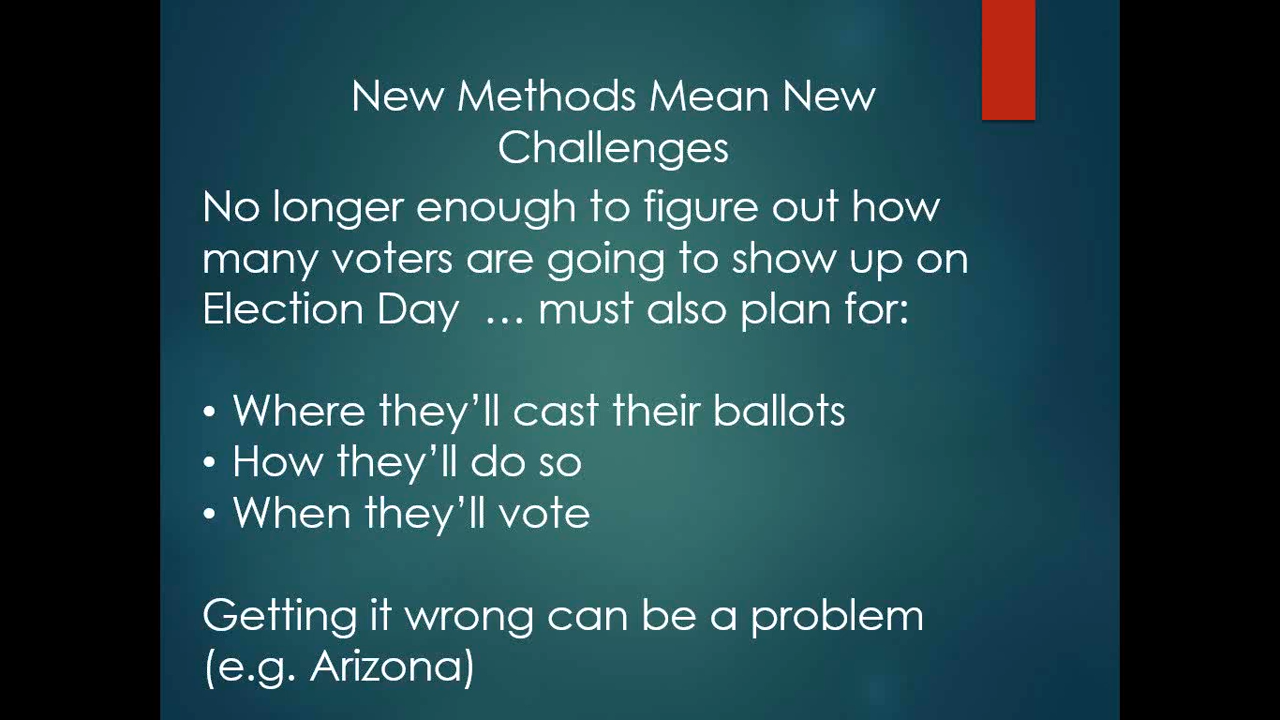 New Methods Mean New
Challenges
No longer enough to figure out how
many voters are going to show up on
Election Day … must also plan for:
• Where they’ll cast their ballots
• How they’ll do so
• When they’ll vote
Getting it wrong can be a problem
(e.g. Arizona)